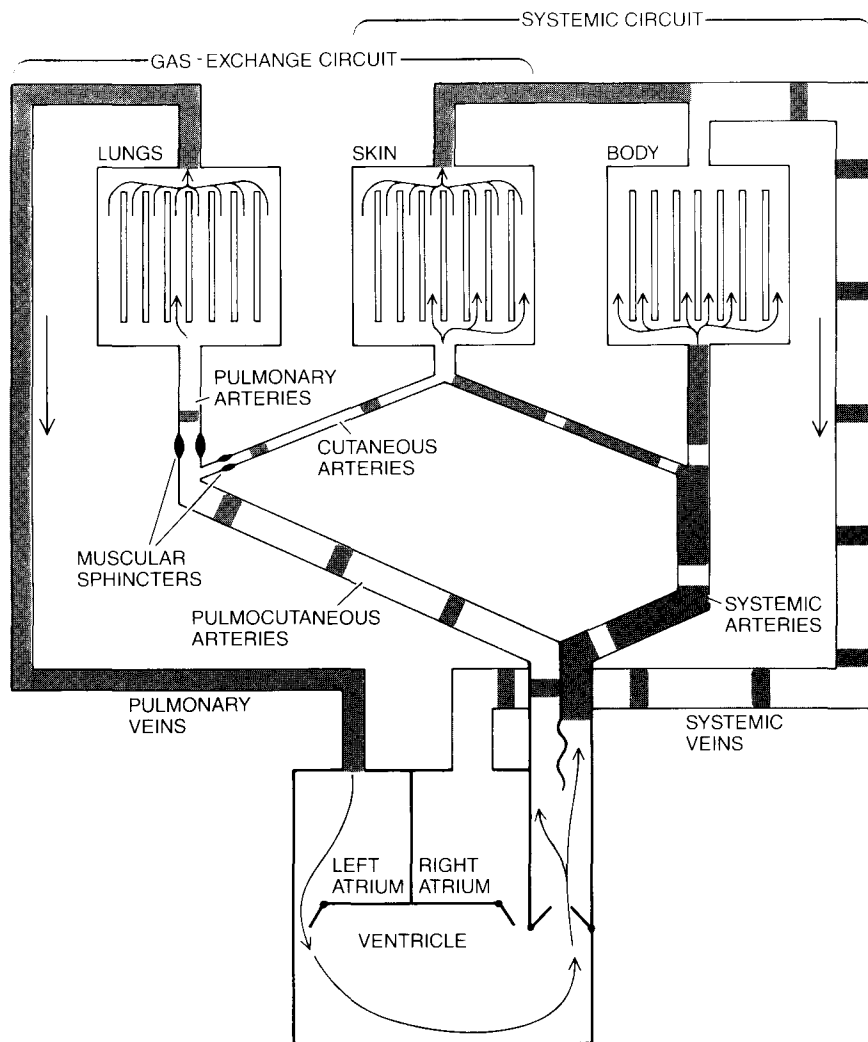 SYSTEMIC CIRCUIT
GAS-EXCHANGE CIRCUIT
LUNGS
SKIN
BODY
PULMONARY
ARTERIES
CUTANEOUS
ARTERIES
MUSCULAR
SPHINCTERS
PULMOCUTANEOUS
ARTERIES
SYSTEMIC
ARTERIES
PULMONARY
VEINS
SYSTEMIC
VEINS
LEFT
ATRIUM
RIGHT
ATRIUM
VENTRICLE